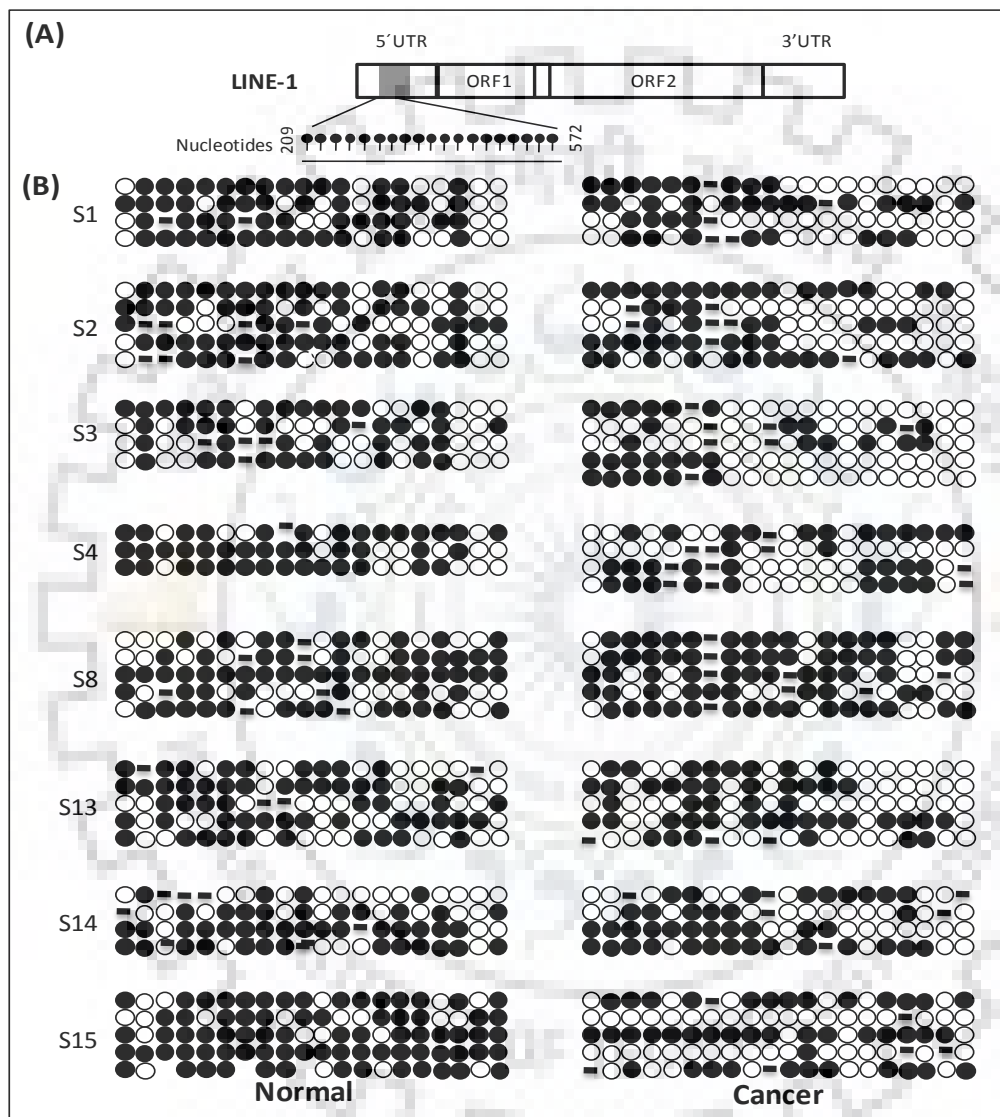 (A)
5´UTR 3’UTR
LINE-1 ORF1 ORF2
Nucleotides 209 572
(B)
S1
S2
S3
S4
S8
S13
S14
S15
Normal Cancer